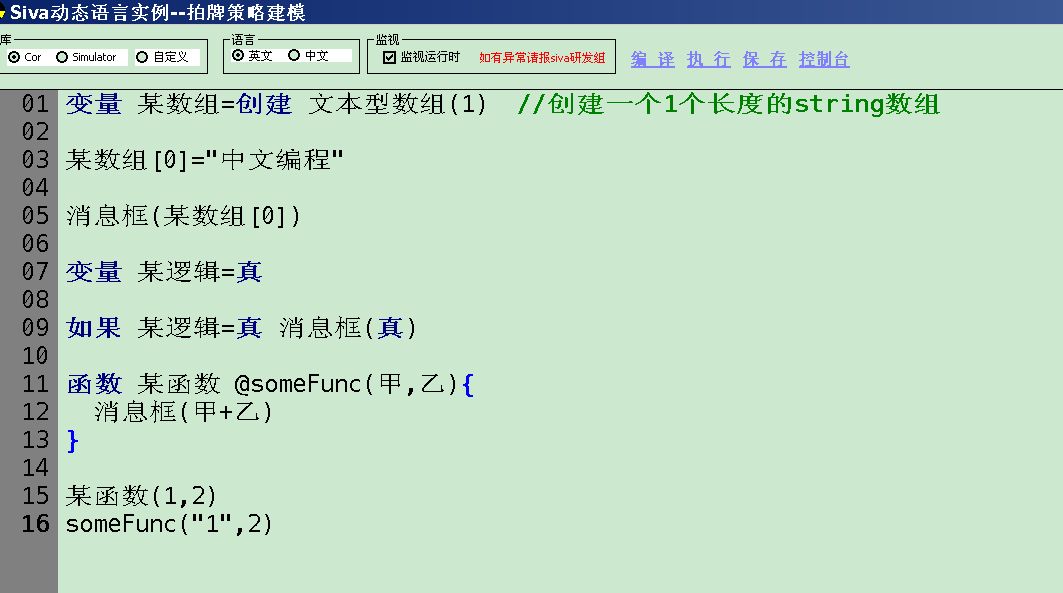 Siva动态语言实例--拍牌策略建模
库 语言 监视
Cor Simulator 自定义 英文 中文 监视运行时 如有异常请报siva研发组 编 译 执 行 保 存 控制台
01 变量 某数组=创建 文本型数组(1) //创建一个1个长度的string数组
02
03 某数组[0]="中文编程"
04
05 消息框(某数组[0])
06
07 变量 某逻辑=真
08
09 如果 某逻辑=真 消息框(真)
10
11 函数 某函数 @someFunc(甲,乙){
12 消息框(甲+乙)
13 }
14
15 某函数(1,2)
16 someFunc("1",2)